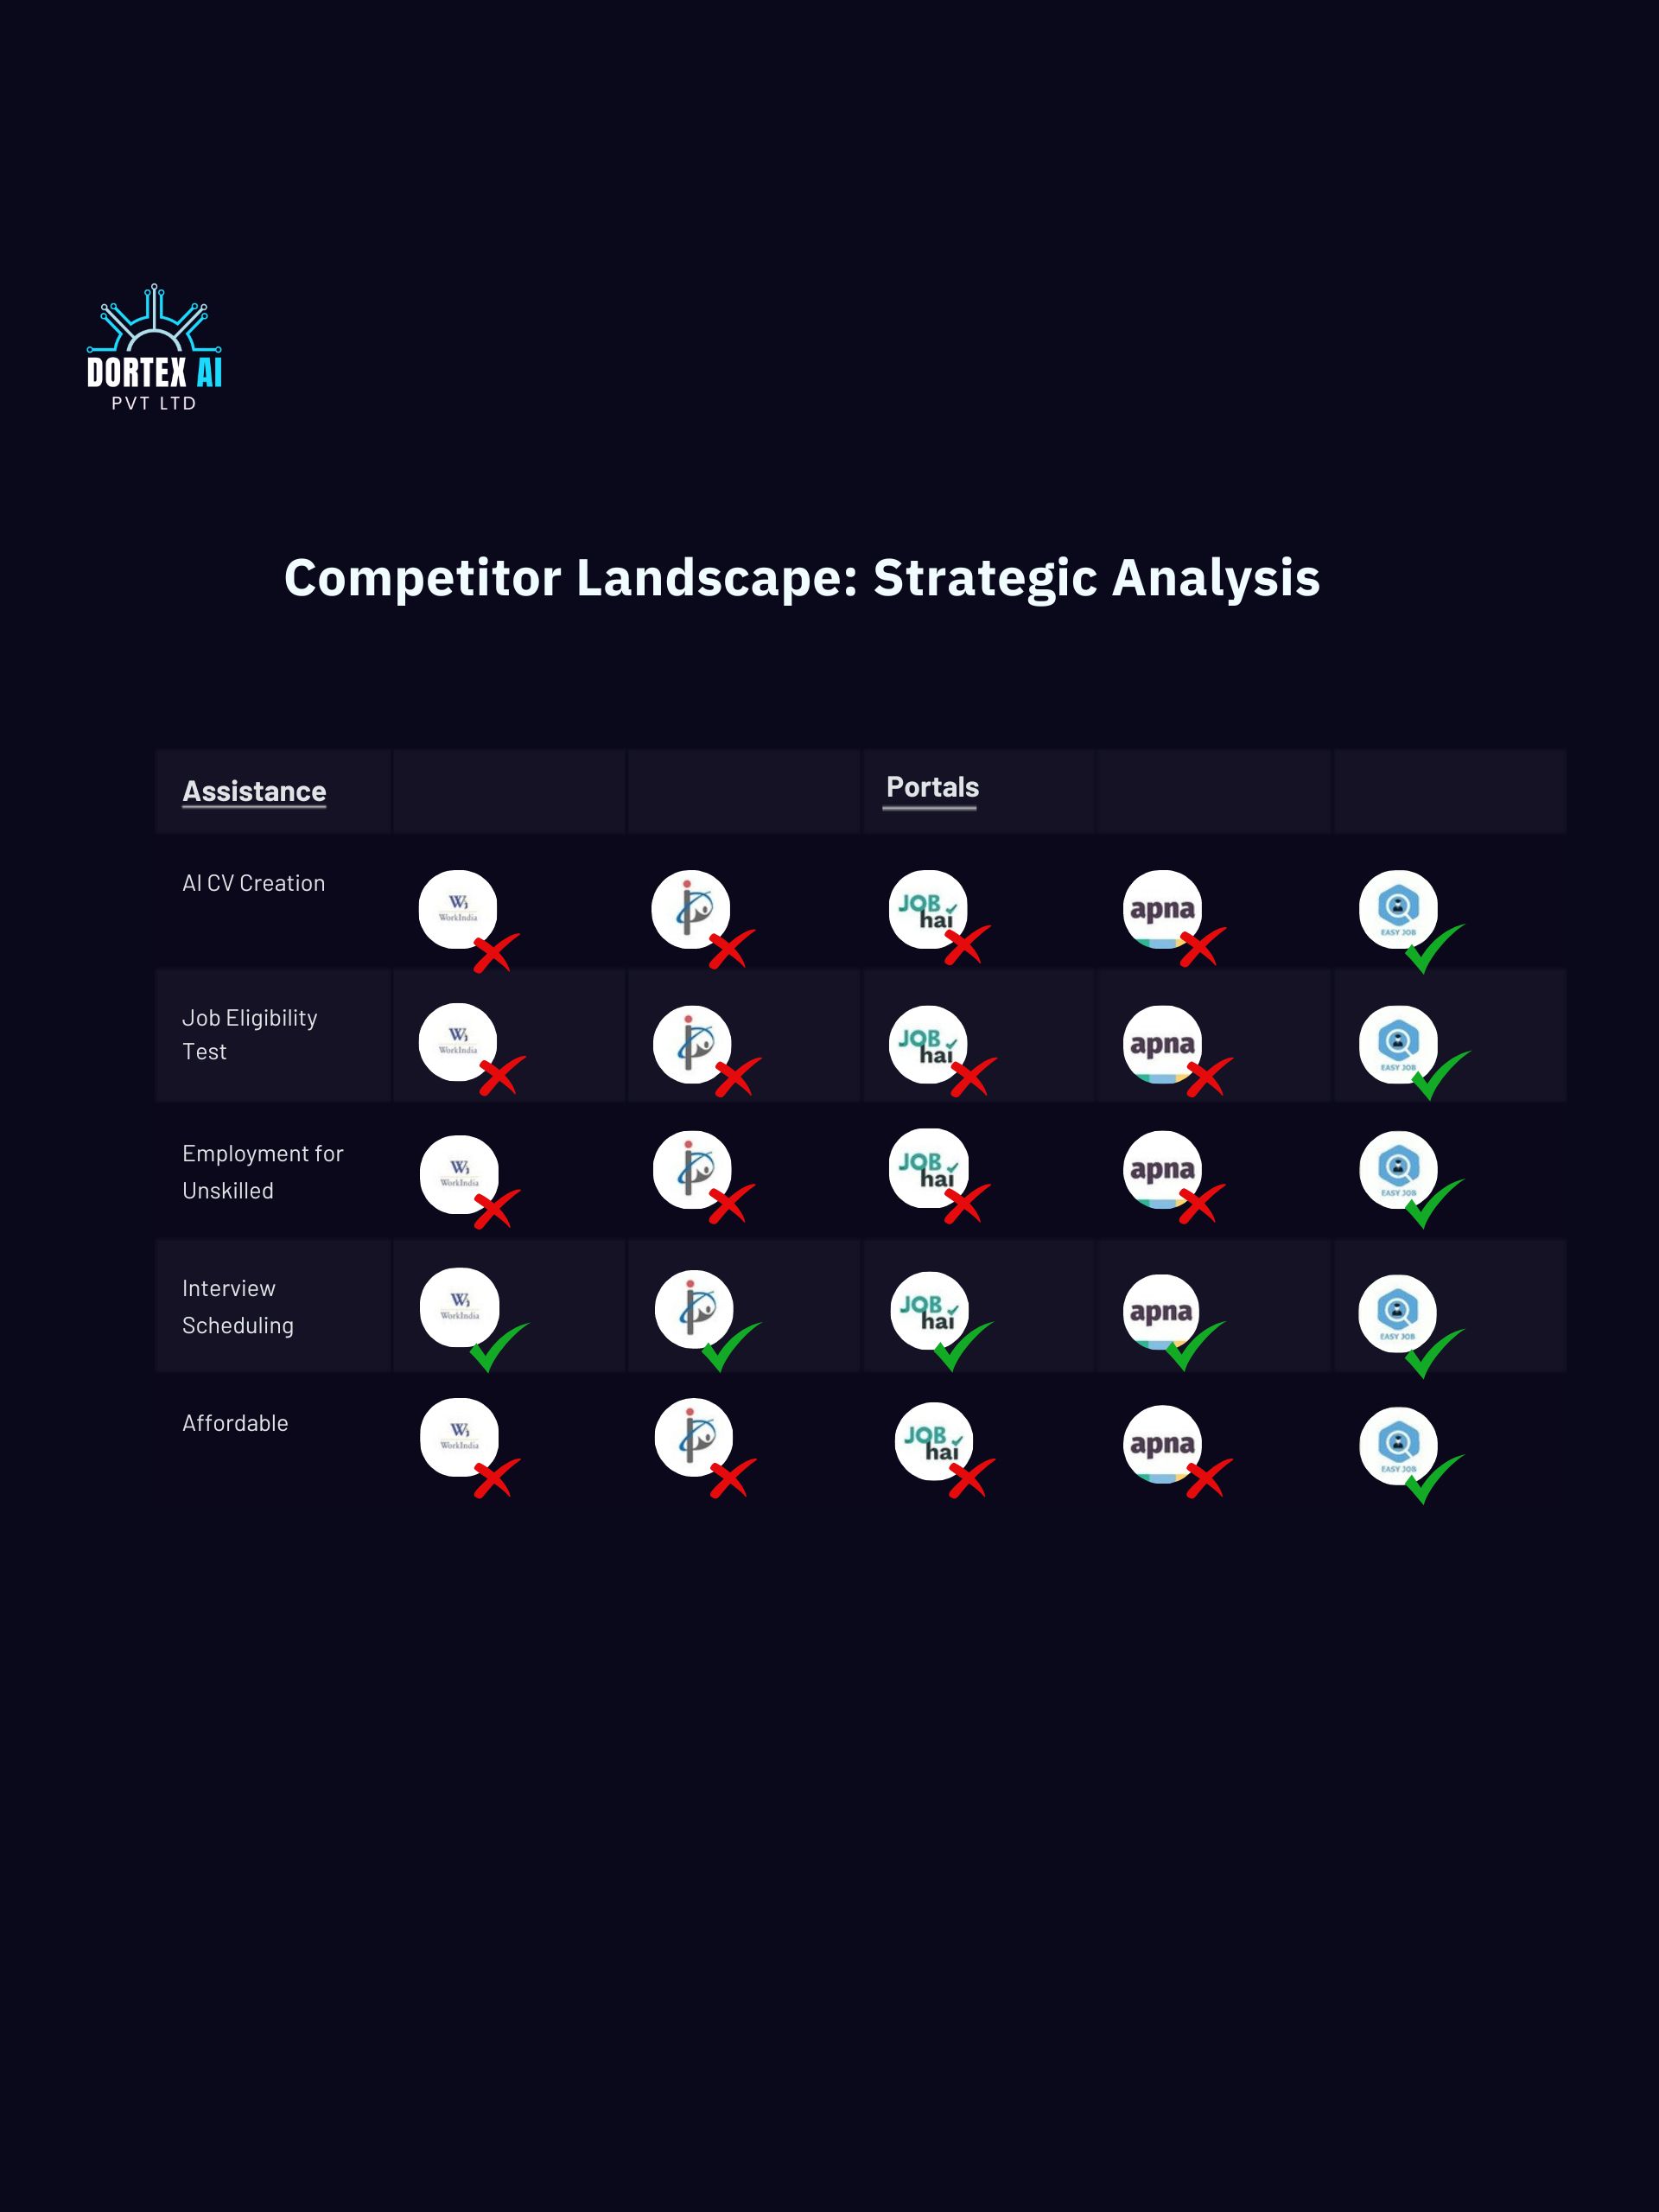 DORTEX AI
PVT LTD
Competitor Landscape: Strategic Analysis
Assistance
Portals
AI CV Creation
WorkIndia
JOB
hai
apna
EASY JOB
Job Eligibility
Test
WorkIndia
JOB
hai
apna
EASY JOB
Employment for
Unskilled
WorkIndia
JOB
hai
apna
EASY JOB
Interview
Scheduling
WorkIndia
JOB
hai
apna
EASY JOB
Affordable
WorkIndia
JOB
hai
apna
EASY JOB